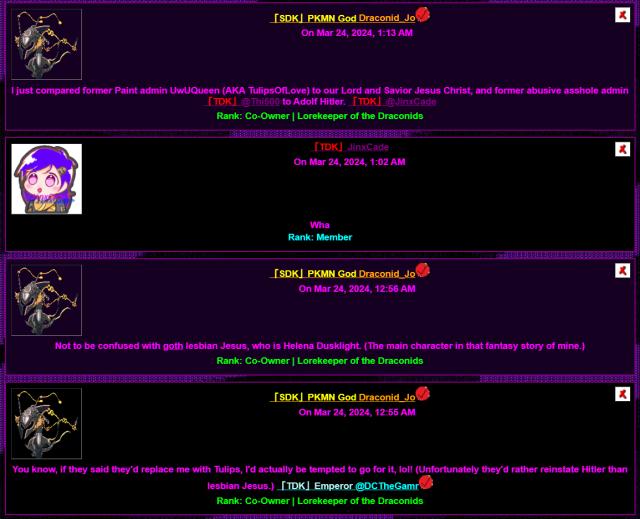 「SDK」PKMN God Draconid_Jo
On Mar 24, 2024, 1:13 AM
I just compared former Paint admin UwUQueen (AKA TulipsOfLove) to our Lord and Savior Jesus Christ, and former abusive asshole admin
「TDK」@Thi500 to Adolf Hitler. 「TDK」@JinxCade
Rank: Co-Owner | Lorekeeper of the Draconids
「TDK」JinxCade
On Mar 24, 2024, 1:02 AM
Wha
Rank: Member
「SDK」PKMN God Draconid_Jo
On Mar 24, 2024, 12:56 AM
Not to be confused with goth lesbian Jesus, who is Helena Dusklight. (The main character in that fantasy story of mine.)
Rank: Co-Owner | Lorekeeper of the Draconids
「SDK」PKMN God Draconid_Jo
On Mar 24, 2024, 12:55 AM
You know, if they said they'd replace me with Tulips, I'd actually be tempted to go for it, lol! (Unfortunately they'd rather reinstate Hitler than
lesbian Jesus.) 「TDK」Emperor @DCTheGamr
Rank: Co-Owner | Lorekeeper of the Draconids